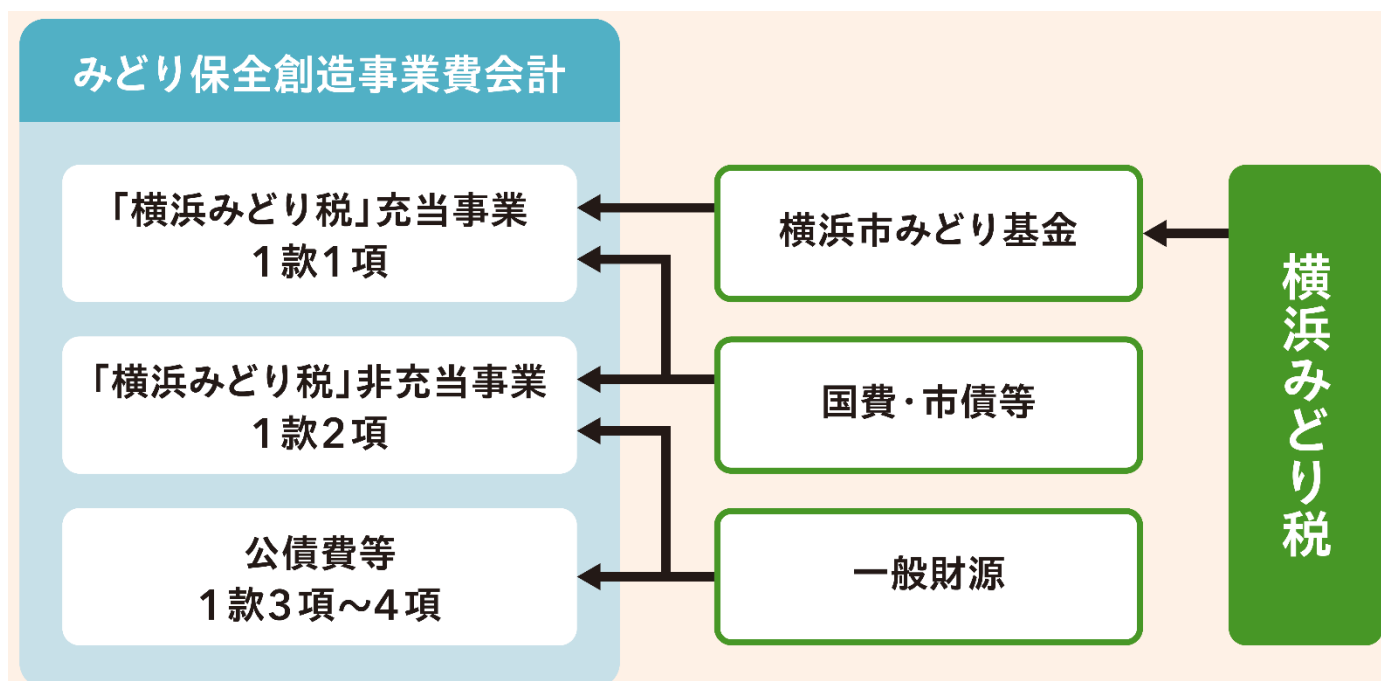 みどり保全創造事業費会計
「横浜みどり税」充当事業
1款1項
「横浜みどり税」非充当事業
1款2項
公債費等
1款3項～4項
横浜市みどり基金
国費・市債等
一般財源
横浜みどり税